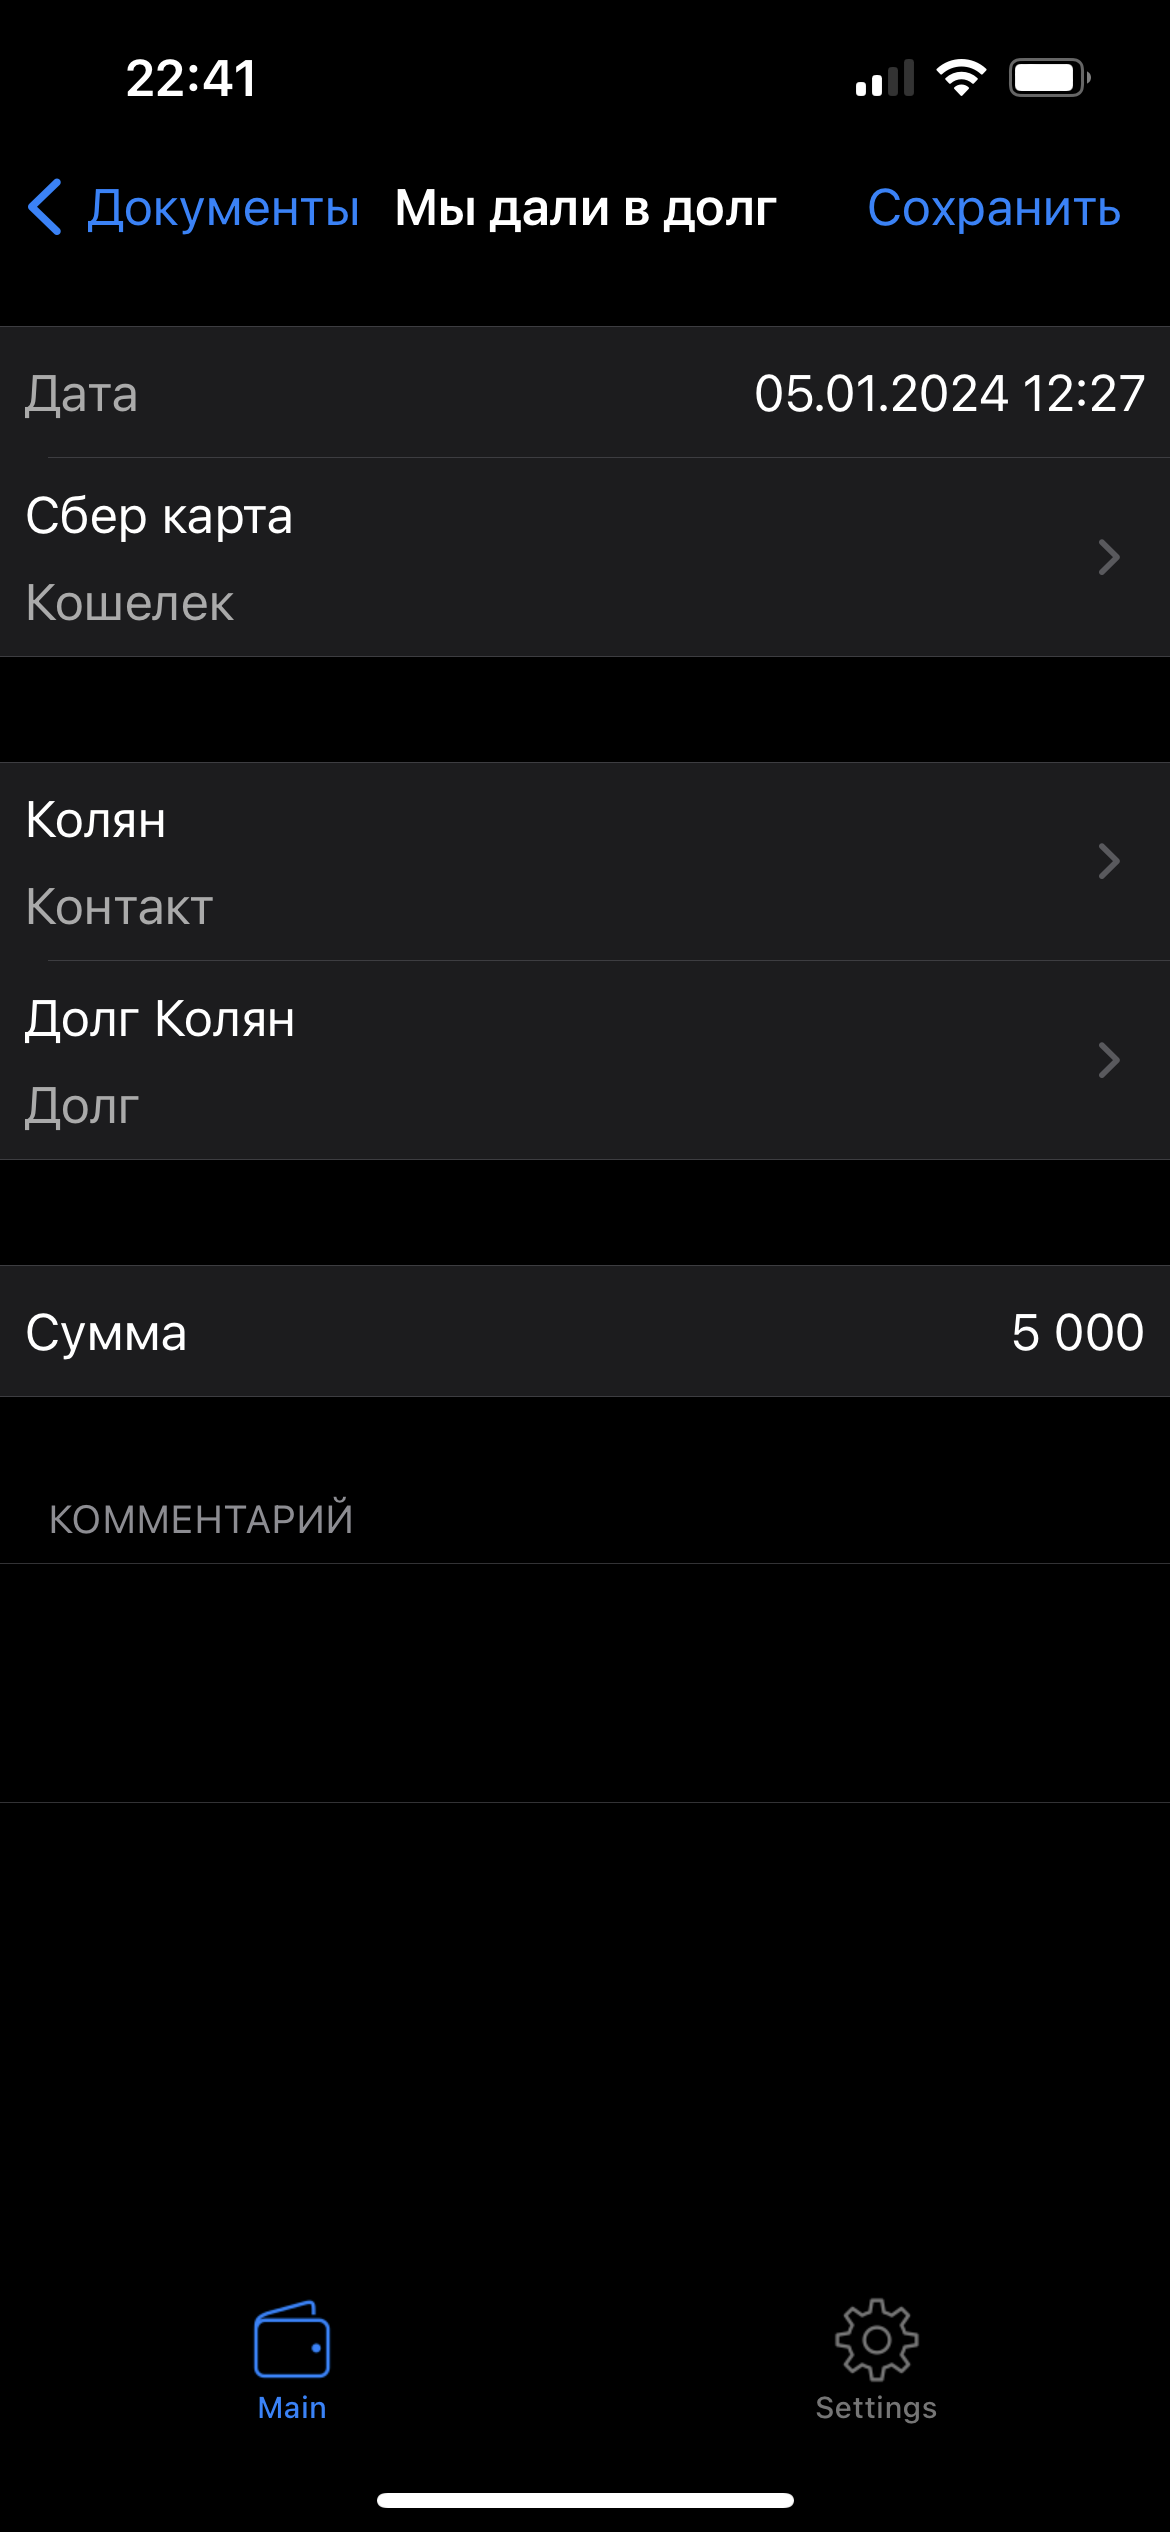 22:41
Документы Мы дали в долг Сохранить
Дата 05.01.2024 12:27
Сбер карта
Кошелек
Колян
Контакт
Долг Колян
Долг
Сумма 5 000
КОММЕНТАРИЙ
Main Settings